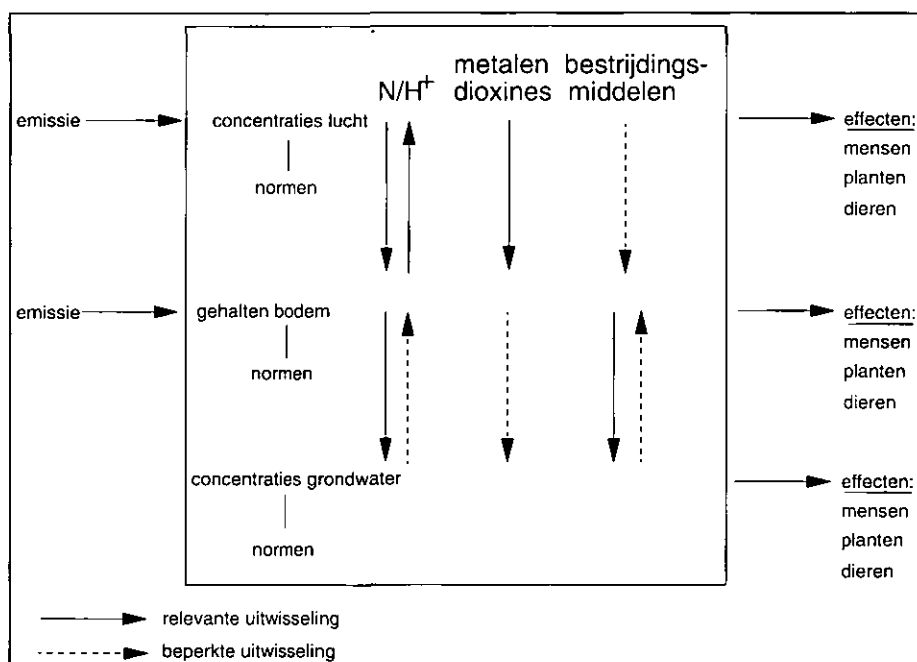 metalen bestrijdings-
N/H+ dioxines middelen
emissie concentraties lucht effecten:
mensen
normen planten
dieren
emissie gehalten bodem effecten:
mensen
normen planten
dieren
concentraties grondwater effecten:
mensen
normen planten
dieren
relevante uitwisseling
beperkte uitwisseling